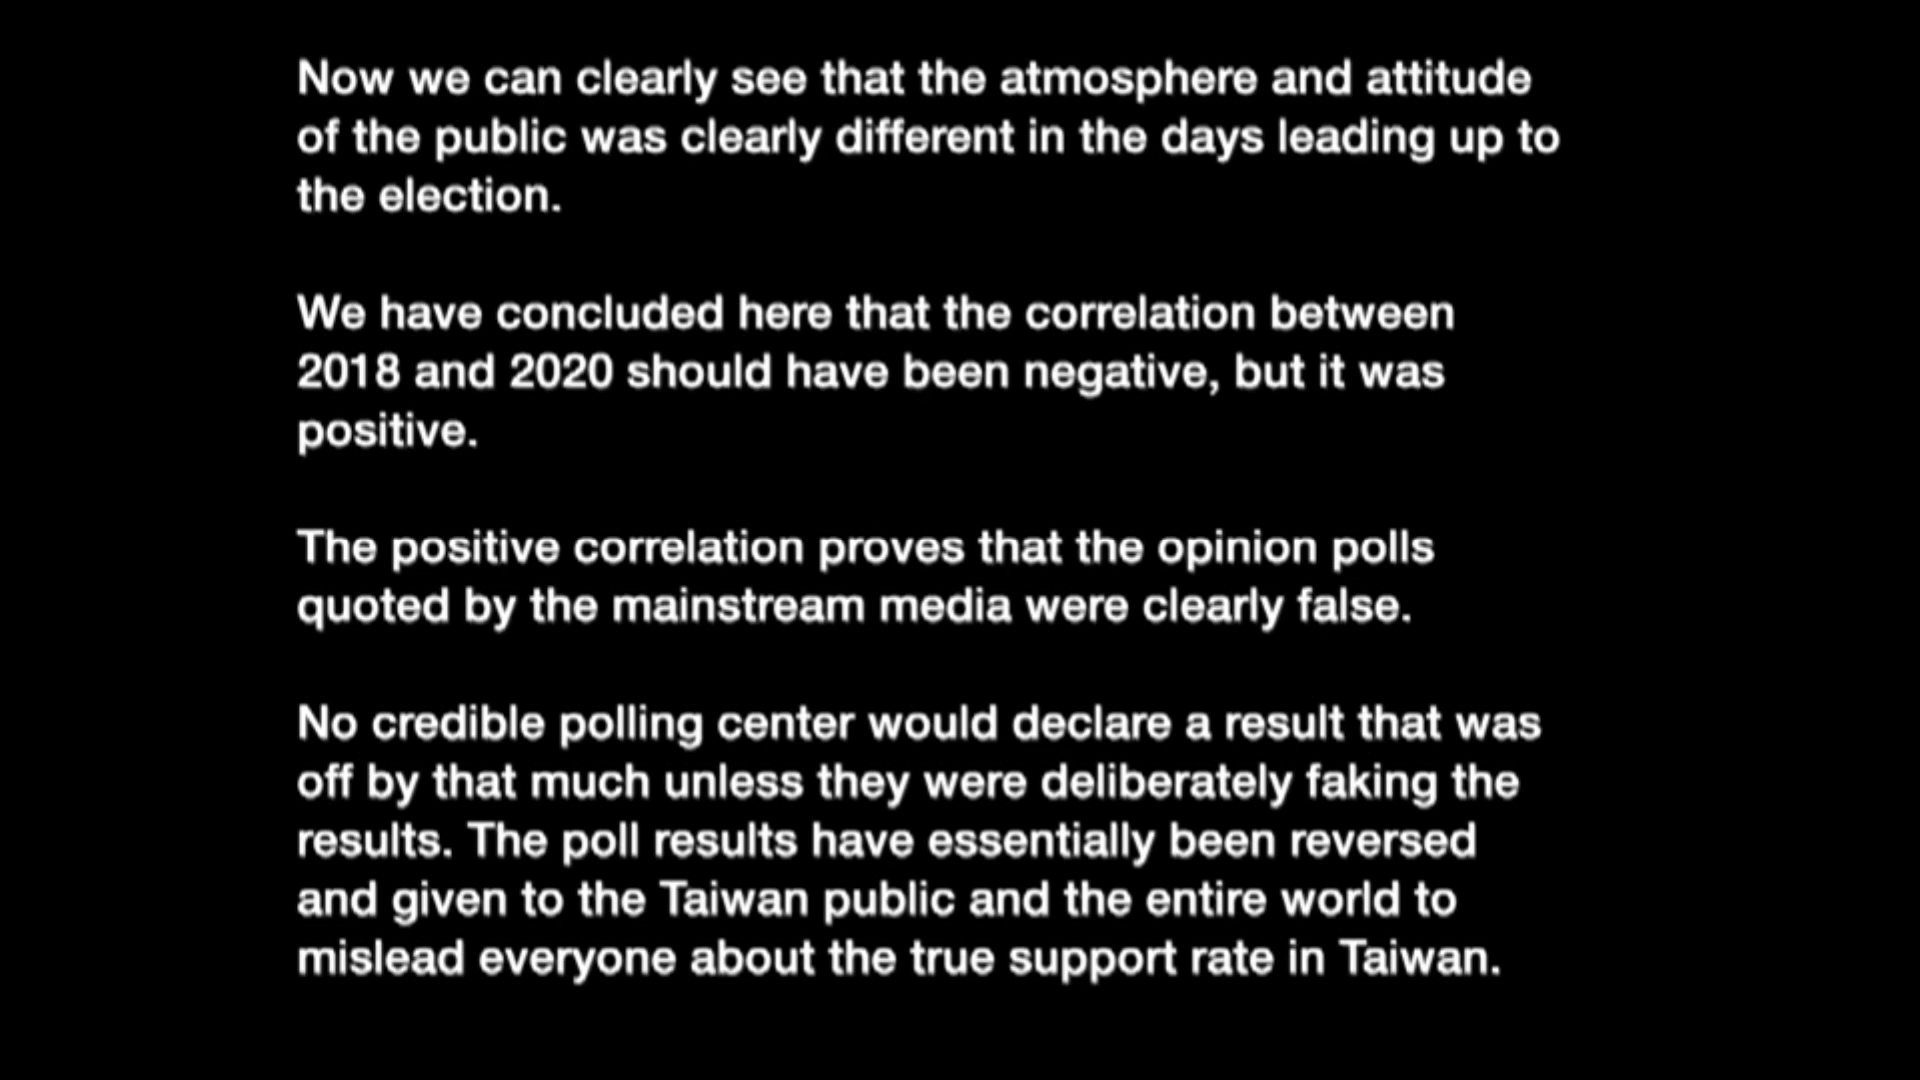 Now we can clearly see that the atmosphere and attitude
of the public was clearly different in the days leading up to
the election.
We have concluded here that the correlation between
2018 and 2020 should have been negative, but it was
positive.
The positive correlation proves that the opinion polls
quoted by the mainstream media were clearly false.
No credible polling center would declare a result that was
off by that much unless they were deliberately faking the
results. The poll results have essentially been reversed
and given to the Taiwan public and the entire world to
mislead everyone about the true support rate in Taiwan.